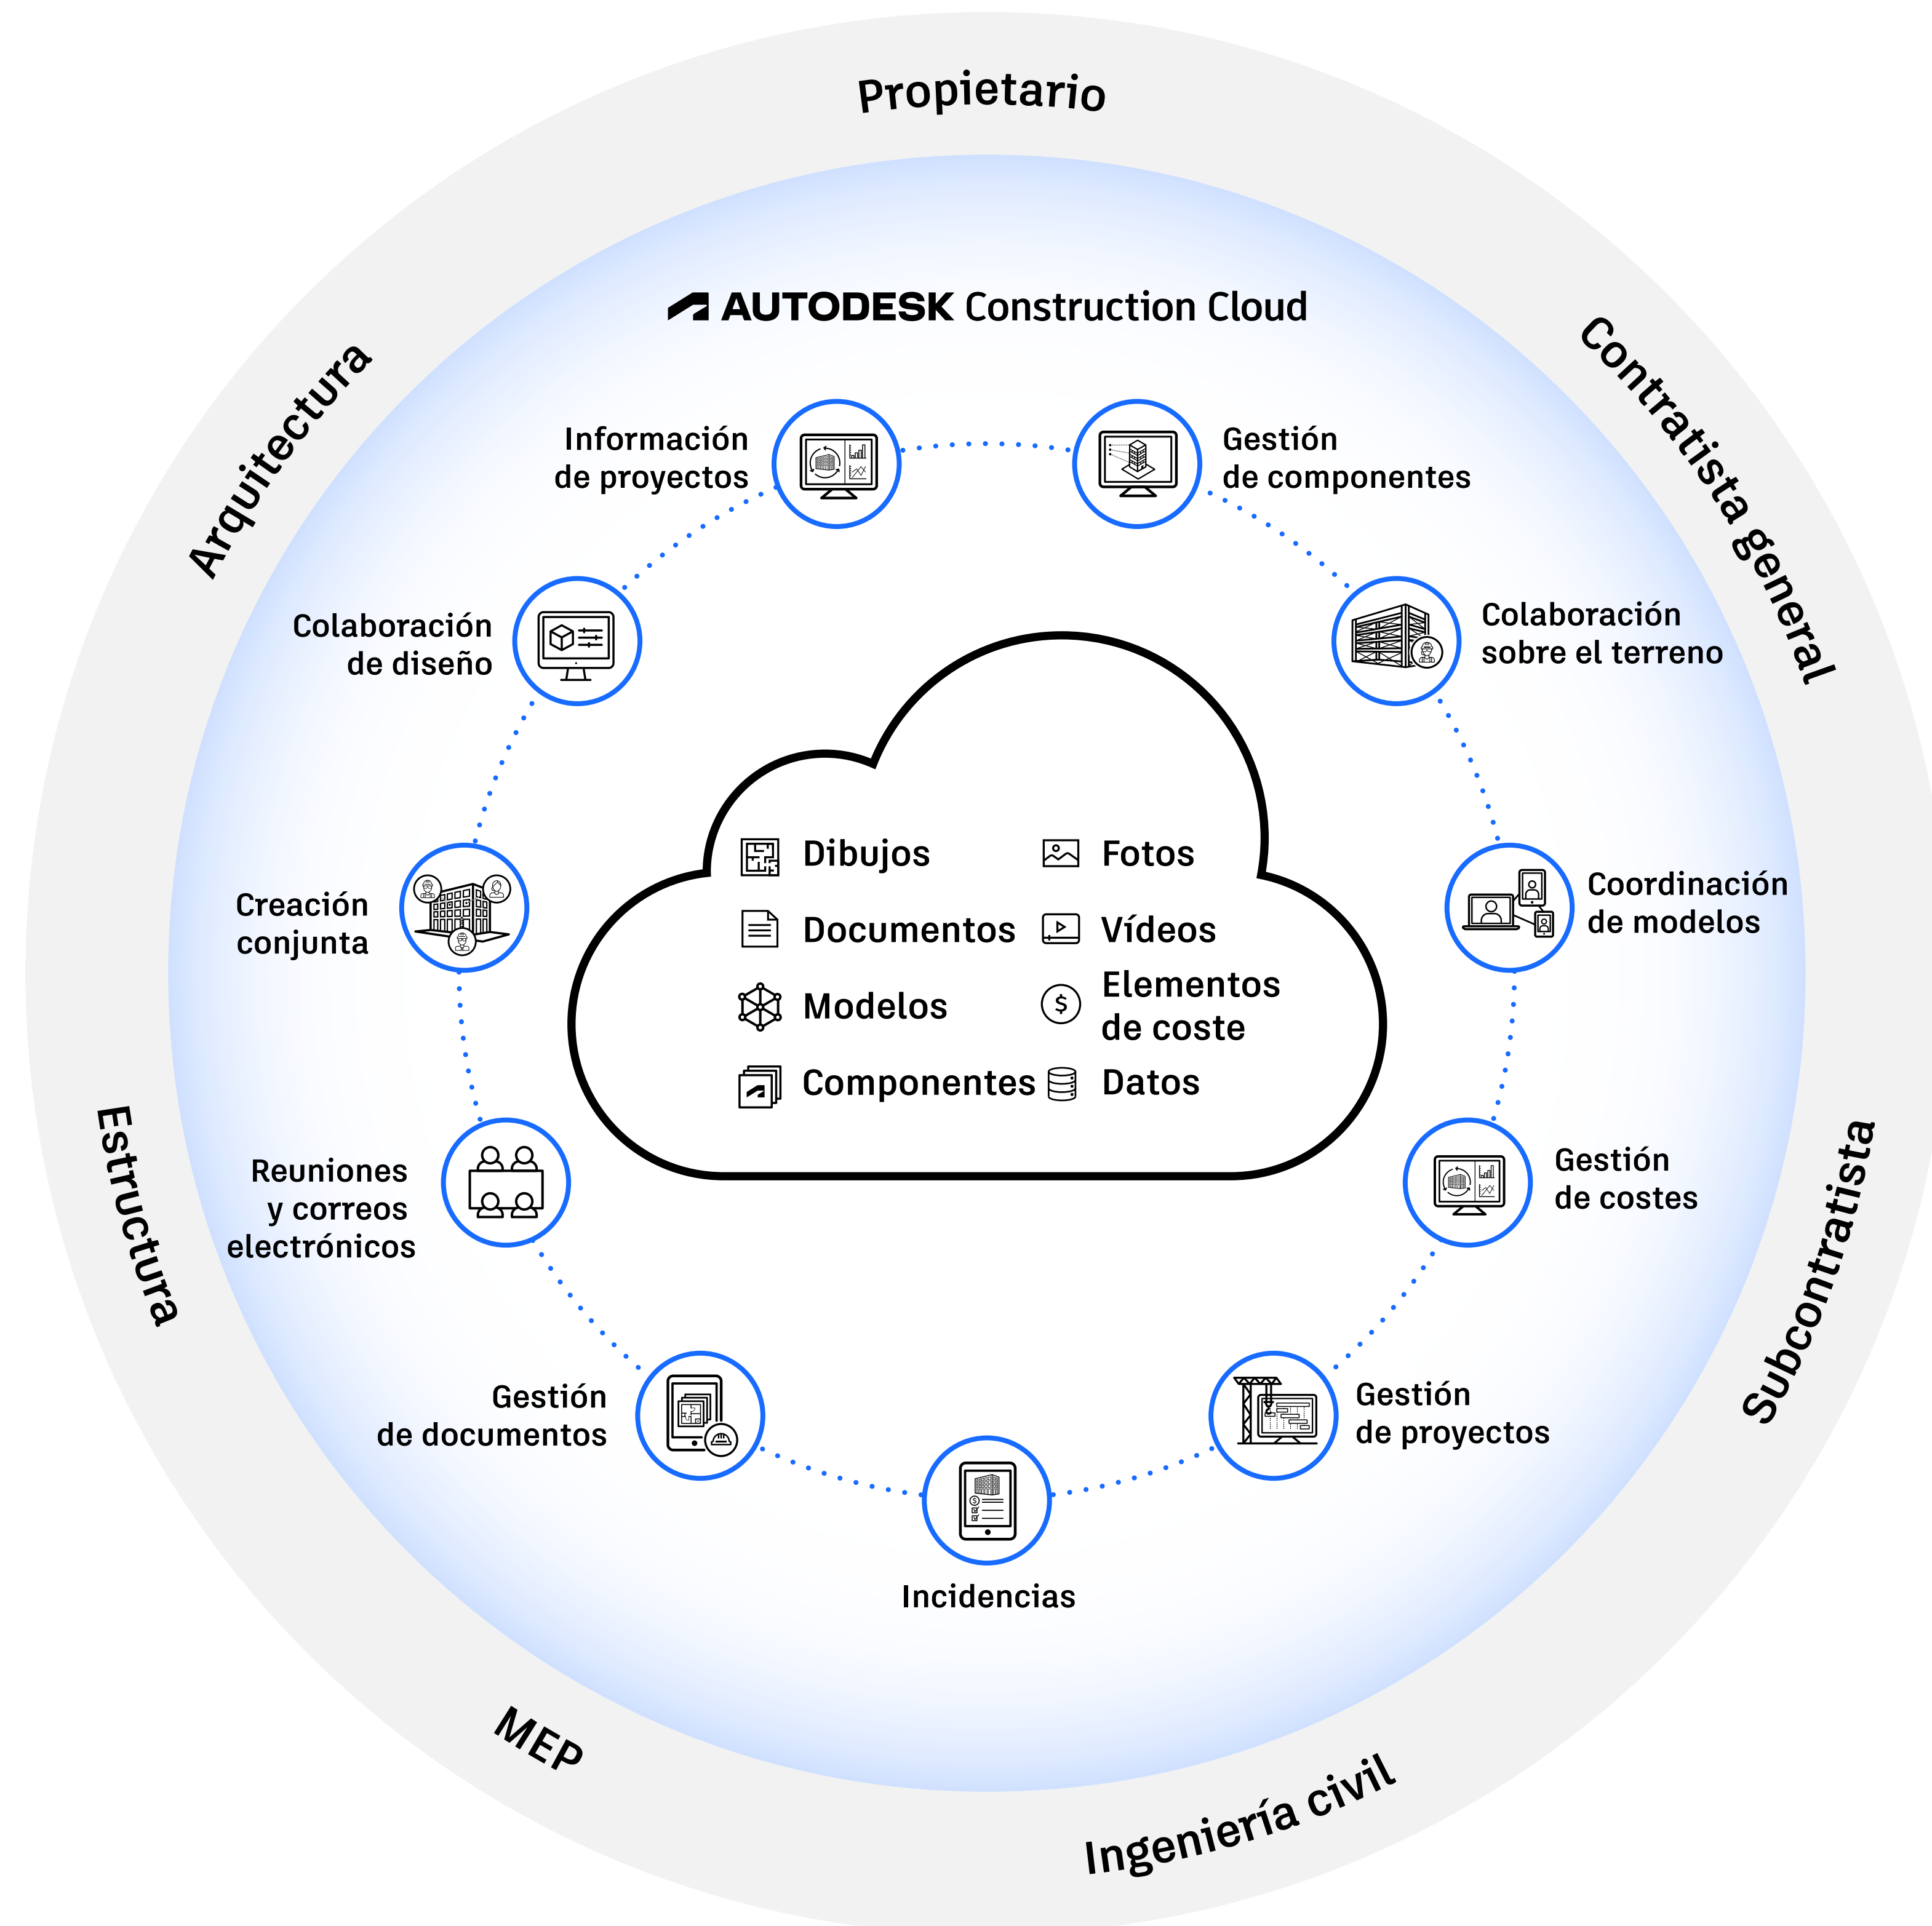 Propietario
Arquitectura
Contratista general
AUTODESK Construction Cloud
Información
de proyectos
Gestión
de componentes
Colaboración
de diseño
Colaboración
sobre el terreno
Creación
conjunta
Coordinación
de modelos
Dibujos
Fotos
Documentos
Vídeos
Modelos
Elementos
de coste
$
Componentes
Datos
Estructura
Subcontratista
Reuniones
y correos
electrónicos
Gestión
de costes
Gestión
de documentos
Gestión
de proyectos
$
Incidencias
MEP
Ingeniería civil